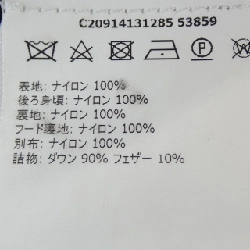 C20914131285 S3859
表地: ナイロン 100%
後ろ身頃: ナイロン 100%
裏地: ナイロン 100%
フード裏地: ナイロン 100%
別布: ナイロン 100%
詰物: ダウン 90% フェザー 10%